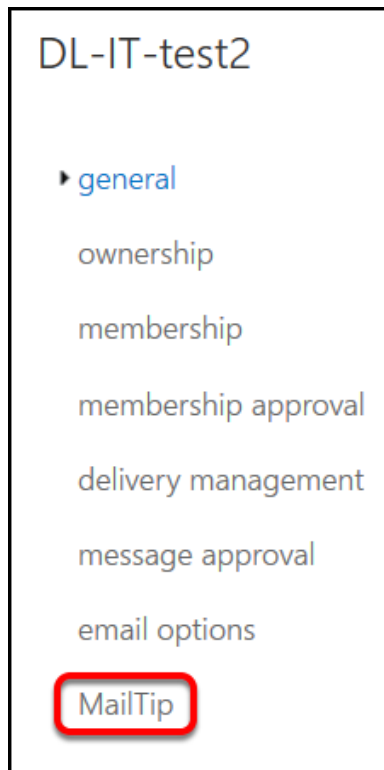 DL-IT-test2
general
ownership
membership
membership approval
delivery management
message approval
email options
MailTip